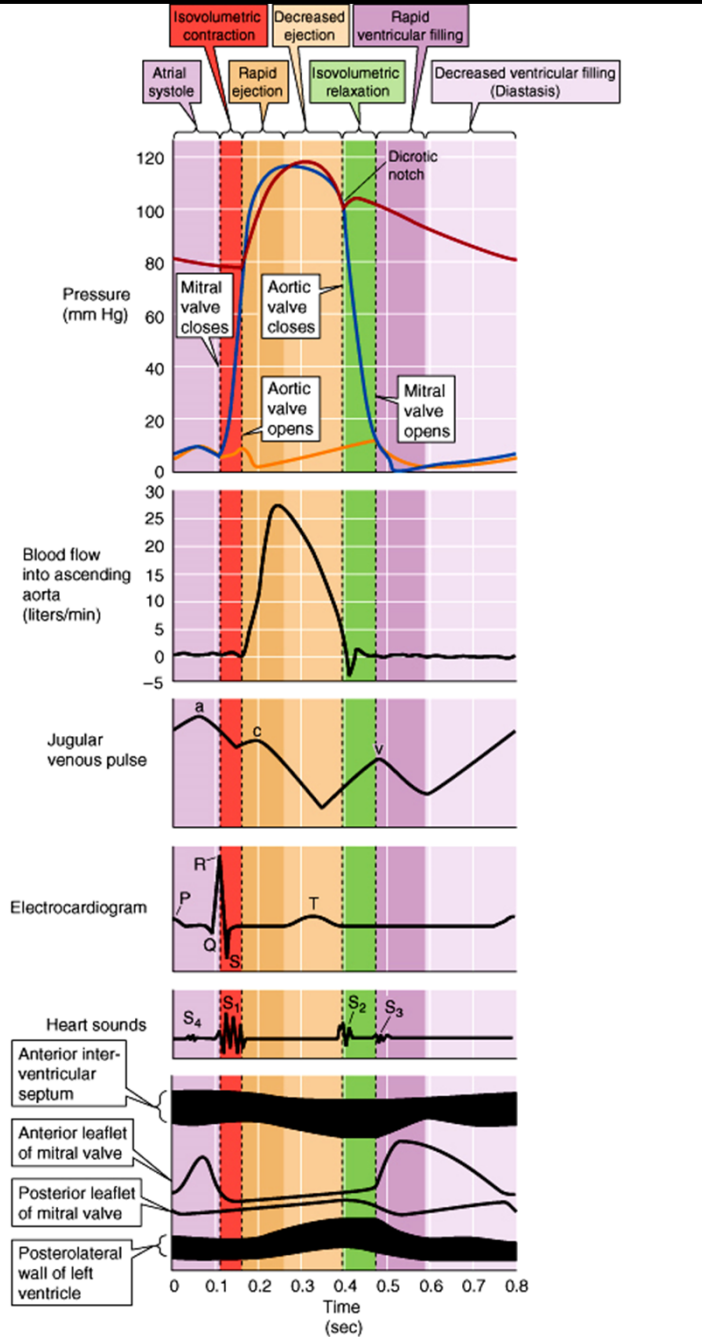 Isovolumetric
contraction
Decreased
ejection
Rapid
ventricular filling
Atrial
systole
Rapid
ejection
Isovolumetric
relaxation
Decreased ventricular filling
(Diastasis)
120
100
80
60
40
20
0
Pressure
(mm Hg)
Dicrotic
notch
Mitral
valve
closes
Aortic
valve
closes
Aortic
valve
opens
Mitral
valve
opens
30
25
20
15
10
5
0
−5
Blood flow
into ascending
aorta
(liters/min)
Jugular
venous pulse
a
c
v
Electrocardiogram
P
Q
R
S
T
Heart sounds
S4
S1
S2
S3
Anterior inter-
ventricular
septum
Anterior leaflet
of mitral valve
Posterior leaflet
of mitral valve
Posterolateral
wall of left
ventricle
0 0.1 0.2 0.3 0.4 0.5 0.6 0.7 0.8
Time
(sec)